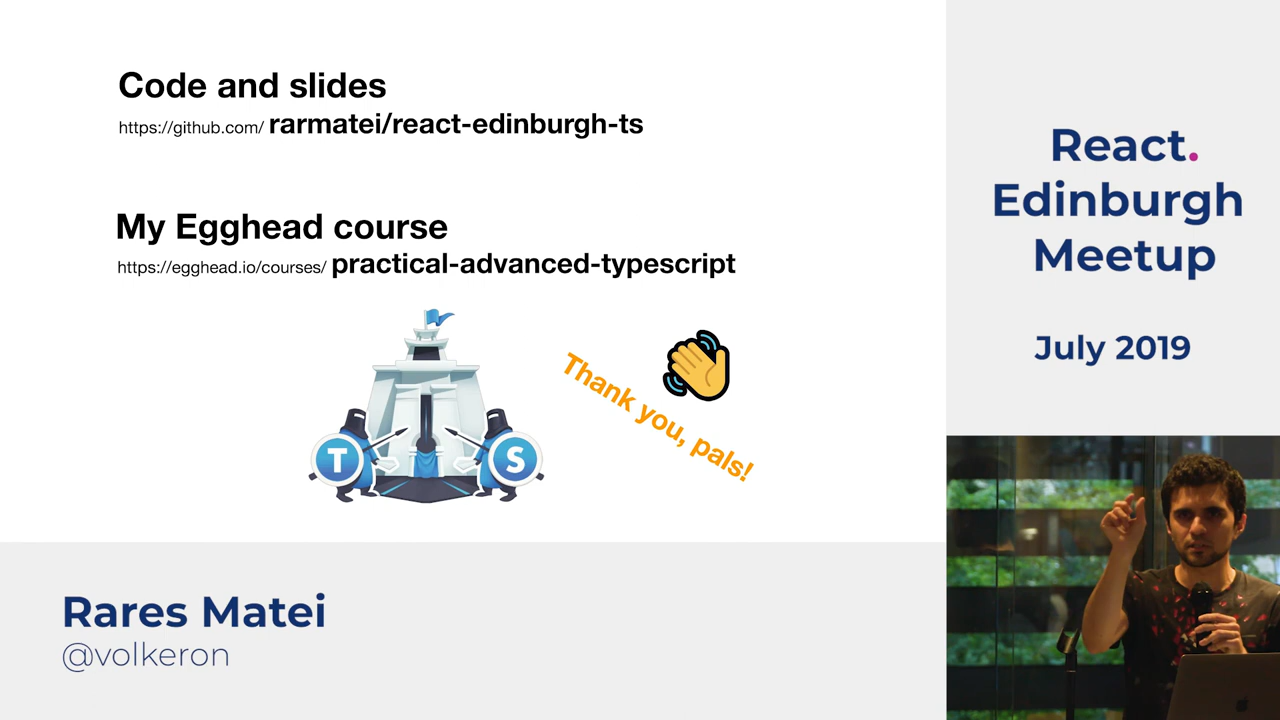 Code and slides
https://github.com/ rarmatei/react-edinburgh-ts
My Egghead course
https://egghead.io/courses/ practical-advanced-typescript
T
S
Thank you, pals!
React.
Edinburgh
Meetup
July 2019
Rares Matei
@volkeron